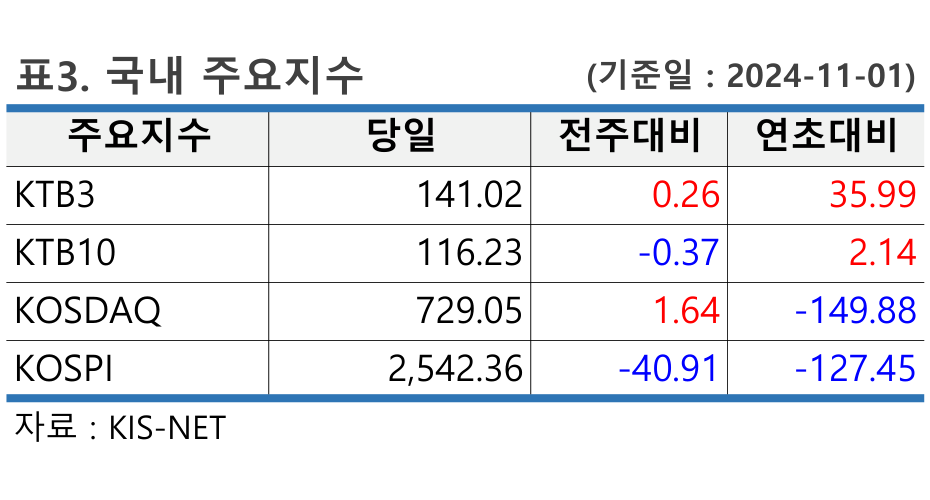 표3. 국내 주요지수 (기준일 : 2024-11-01)
주요지수 당일 전주대비 연초대비
KTB3 141.02 0.26 35.99
KTB10 116.23 -0.37 2.14
KOSDAQ 729.05 1.64 -149.88
KOSPI 2,542.36 -40.91 -127.45
자료 : KIS-NET